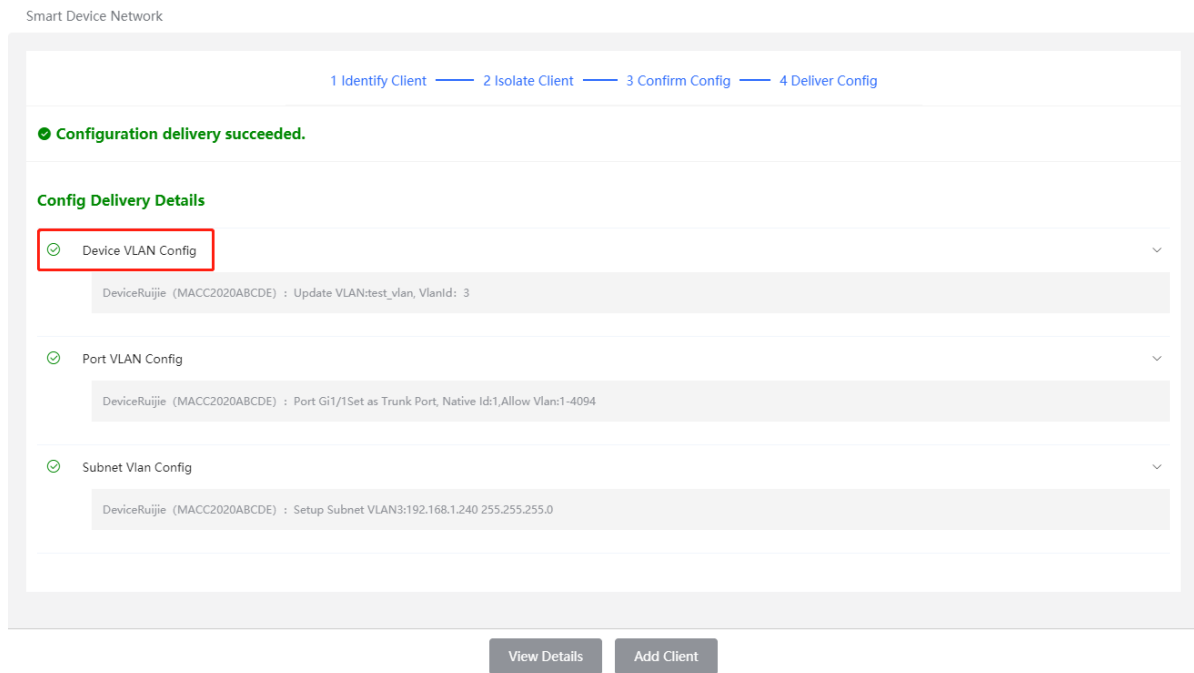 Smart Device Network
1 Identify Client 2 Isolate Client 3 Confirm Config 4 Deliver Config
Configuration delivery succeeded.
Config Delivery Details
Device VLAN Config
DeviceRuijie (MACC2020ABCDE) : Update VLAN:test_vlan, VlanId: 3
Port VLAN Config
DeviceRuijie (MACC2020ABCDE) : Port Gi1/1Set as Trunk Port, Native Id:1,Allow Vlan:1-4094
Subnet Vlan Config
DeviceRuijie (MACC2020ABCDE) : Setup Subnet VLAN3:192.168.1.240 255.255.255.0
View Details Add Client